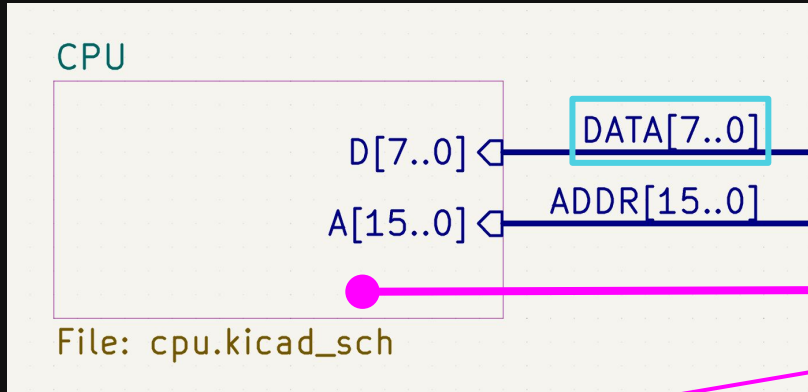 CPU
D[7..0]
DATA[7..0]
A[15..0]
ADDR[15..0]
File: cpu.kicad_sch